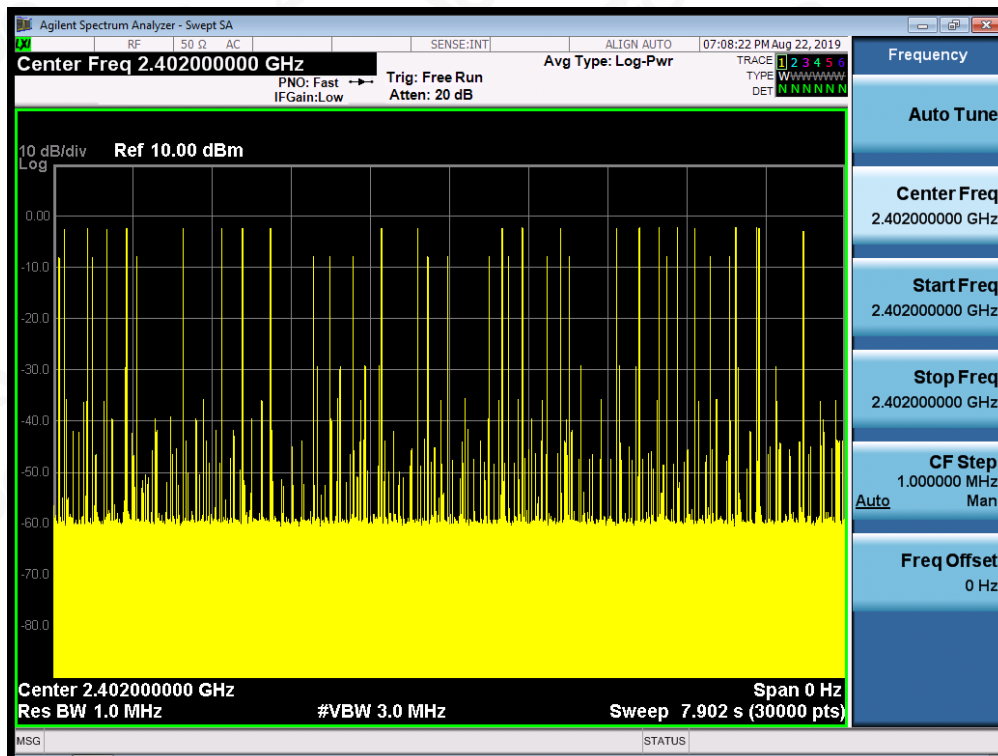 Agilent Spectrum Analyzer - Swept SA
LXI RF 50 Ω AC SENSE:INT ALIGN AUTO 07:08:22 PM Aug 22, 2019
Center Freq 2.402000000 GHz
PNO: Fast
IFGain:Low
Trig: Free Run
Atten: 20 dB
Avg Type: Log-Pwr
TRACE 1 2 3 4 5 6
TYPE WWWWWW
DET N N N N N N
10 dB/div Ref 10.00 dBm
Log
0.00
-10.0
-20.0
-30.0
-40.0
-50.0
-60.0
-70.0
-80.0
Center 2.402000000 GHz Span 0 Hz
Res BW 1.0 MHz #VBW 3.0 MHz Sweep 7.902 s (30000 pts)
MSG STATUS
Frequency
Auto Tune
Center Freq
2.402000000 GHz
Start Freq
2.402000000 GHz
Stop Freq
2.402000000 GHz
CF Step
1.000000 MHz
Auto Man
Freq Offset
0 Hz